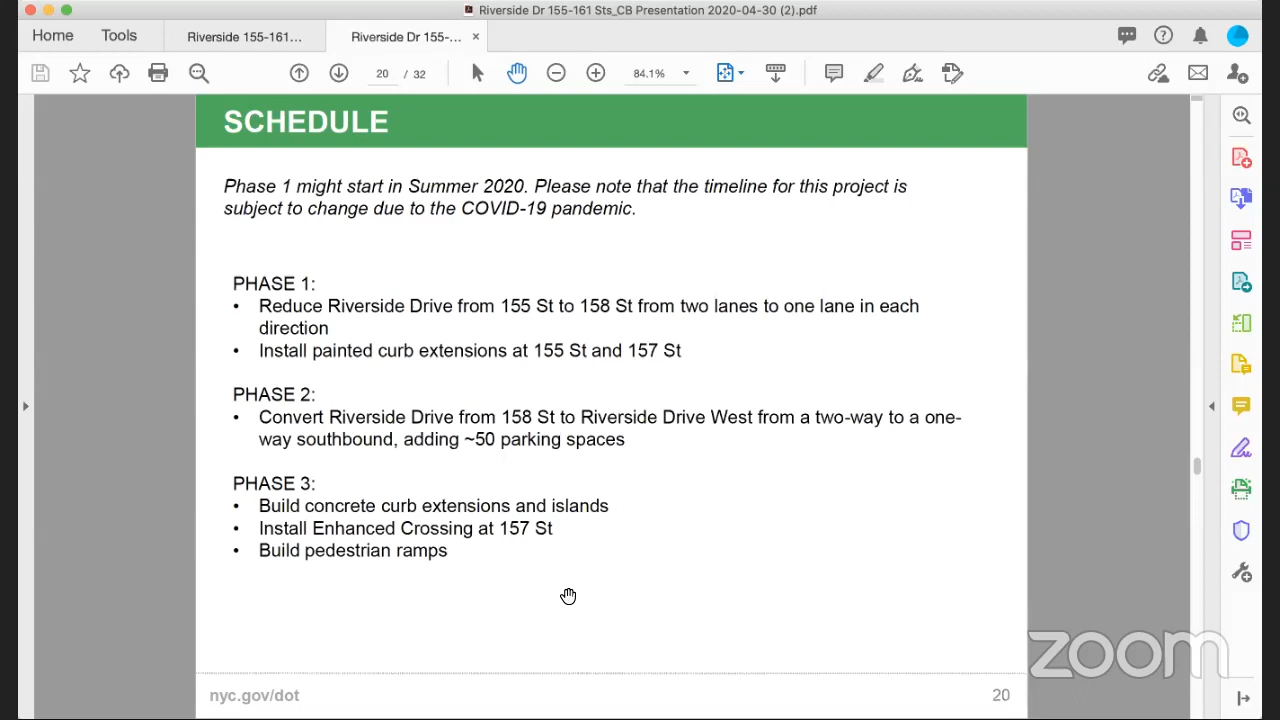 Riverside Dr 155-161 Sts_CB Presentation 2020-04-30 (2).pdf
Home
Tools
Riverside 155-161...
Riverside Dr 155-...
×
20 / 32
84.1%
SCHEDULE
Phase 1 might start in Summer 2020. Please note that the timeline for this project is
subject to change due to the COVID-19 pandemic.
PHASE 1:
• Reduce Riverside Drive from 155 St to 158 St from two lanes to one lane in each
direction
• Install painted curb extensions at 155 St and 157 St
PHASE 2:
• Convert Riverside Drive from 158 St to Riverside Drive West from a two-way to a one-
way southbound, adding ~50 parking spaces
PHASE 3:
• Build concrete curb extensions and islands
• Install Enhanced Crossing at 157 St
• Build pedestrian ramps
zoom
nyc.gov/dot
20